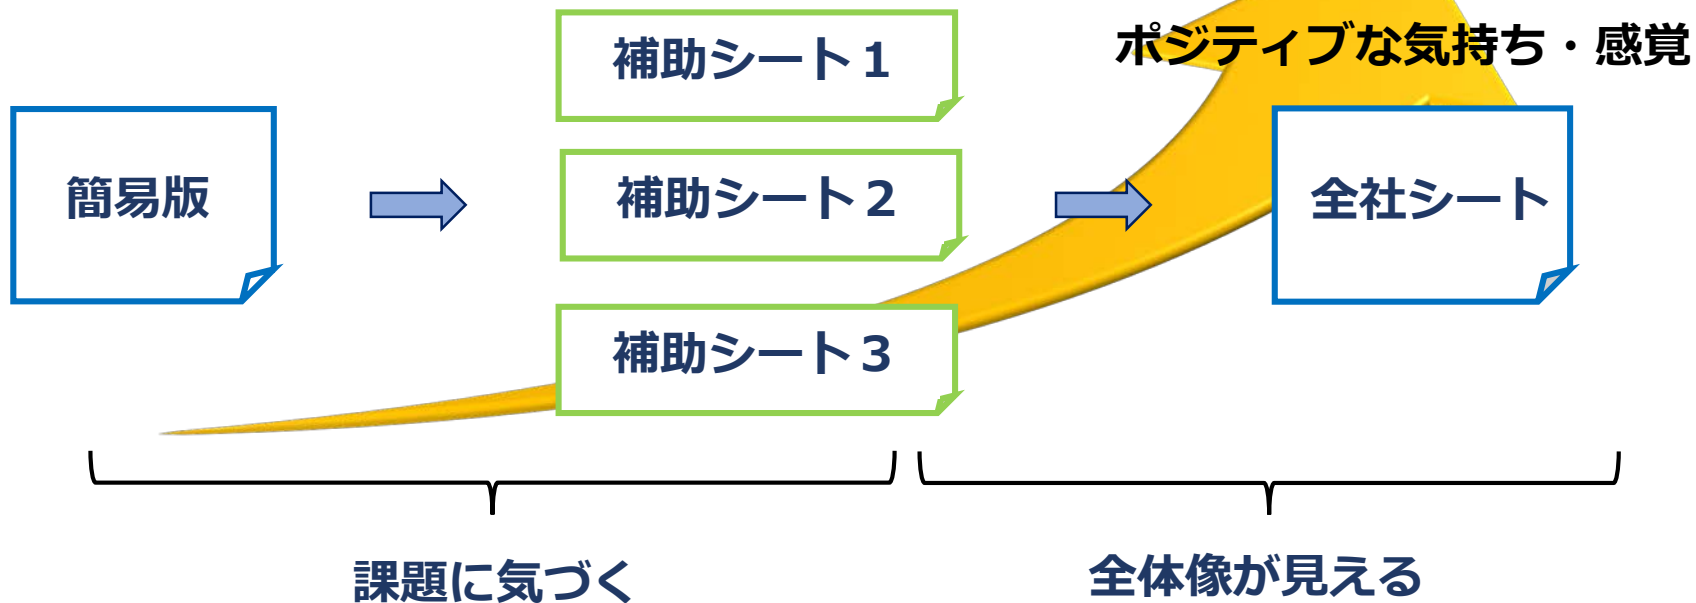 補助シート１
ポジティブな気持ち・感覚
簡易版
補助シート２
全社シート
補助シート３
課題に気づく
全体像が見える